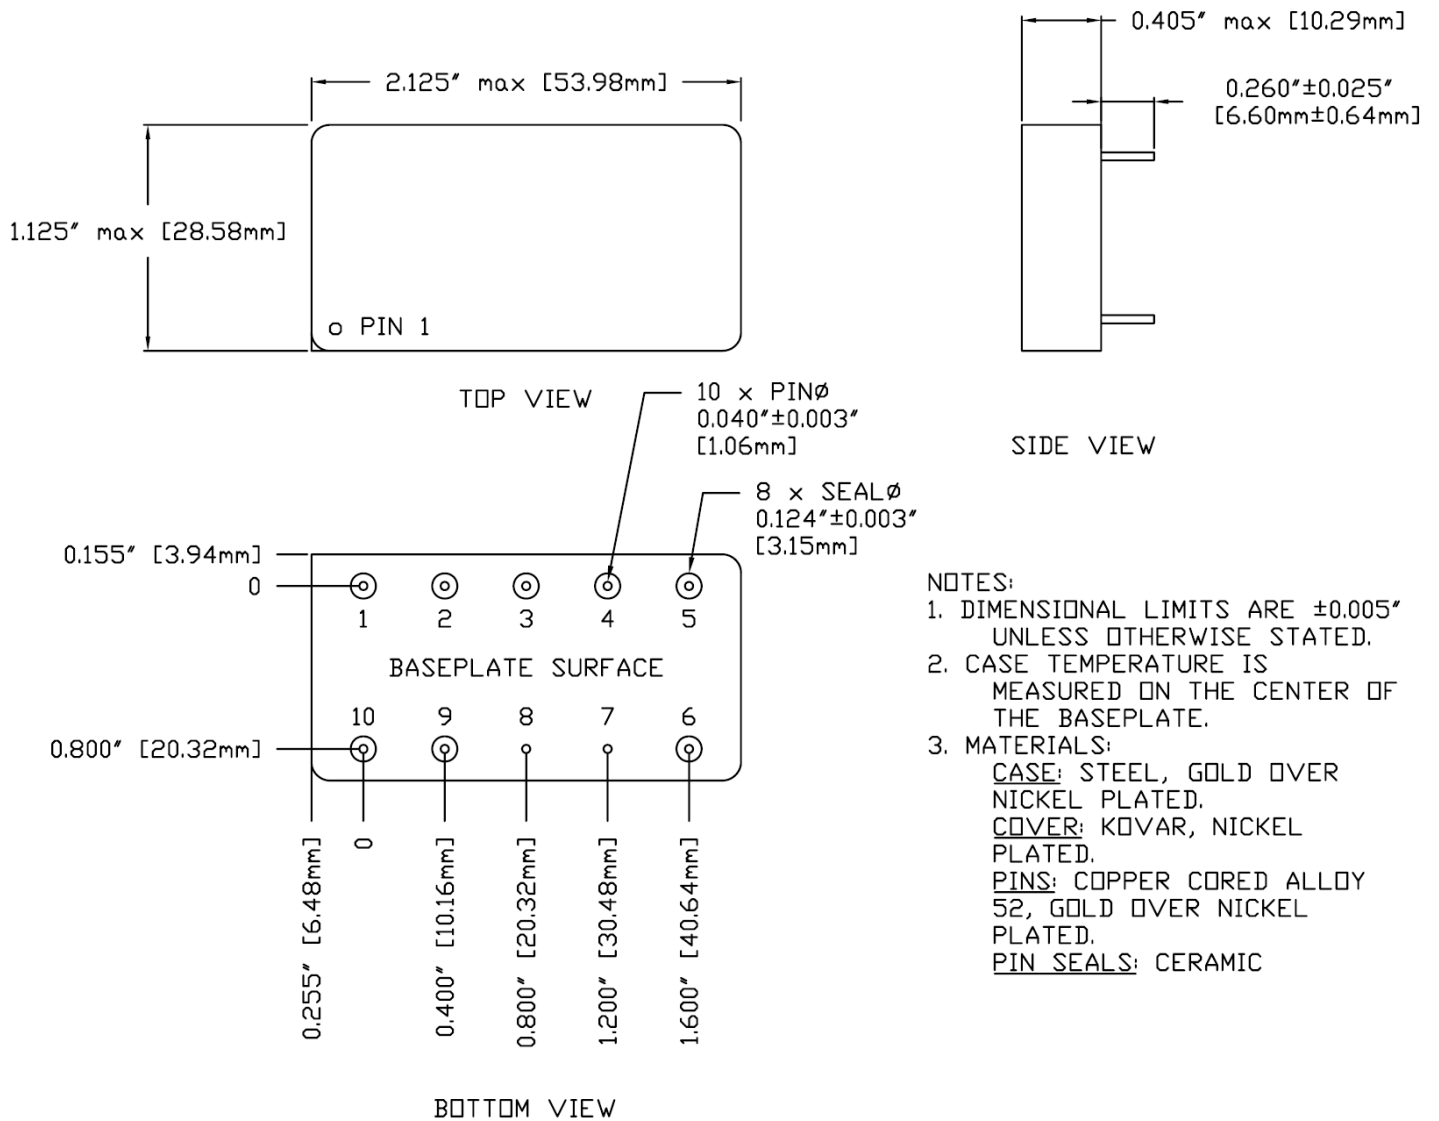 0.405″ max [10.29mm]
2.125″ max [53.98mm]
0.260″±0.025″
[6.60mm±0.64mm]
1.125″ max [28.58mm]
PIN 1
TOP VIEW
10 x PINØ
0.040″±0.003″
[1.06mm]
SIDE VIEW
8 x SEALØ
0.124″±0.003″
[3.15mm]
0.155″ [3.94mm]
0
1 2 3 4 5
BASEPLATE SURFACE
10 9 8 7 6
0.800″ [20.32mm]
0.255″ [6.48mm]
0
0.400″ [10.16mm]
0.800″ [20.32mm]
1.200″ [30.48mm]
1.600″ [40.64mm]
BOTTOM VIEW
NOTES:
1. DIMENSIONAL LIMITS ARE ±0.005″
UNLESS OTHERWISE STATED.
2. CASE TEMPERATURE IS
MEASURED ON THE CENTER OF
THE BASEPLATE.
3. MATERIALS:
CASE: STEEL, GOLD OVER
NICKEL PLATED.
COVER: KOVAR, NICKEL
PLATED.
PINS: COPPER CORED ALLOY
52, GOLD OVER NICKEL
PLATED.
PIN SEALS: CERAMIC